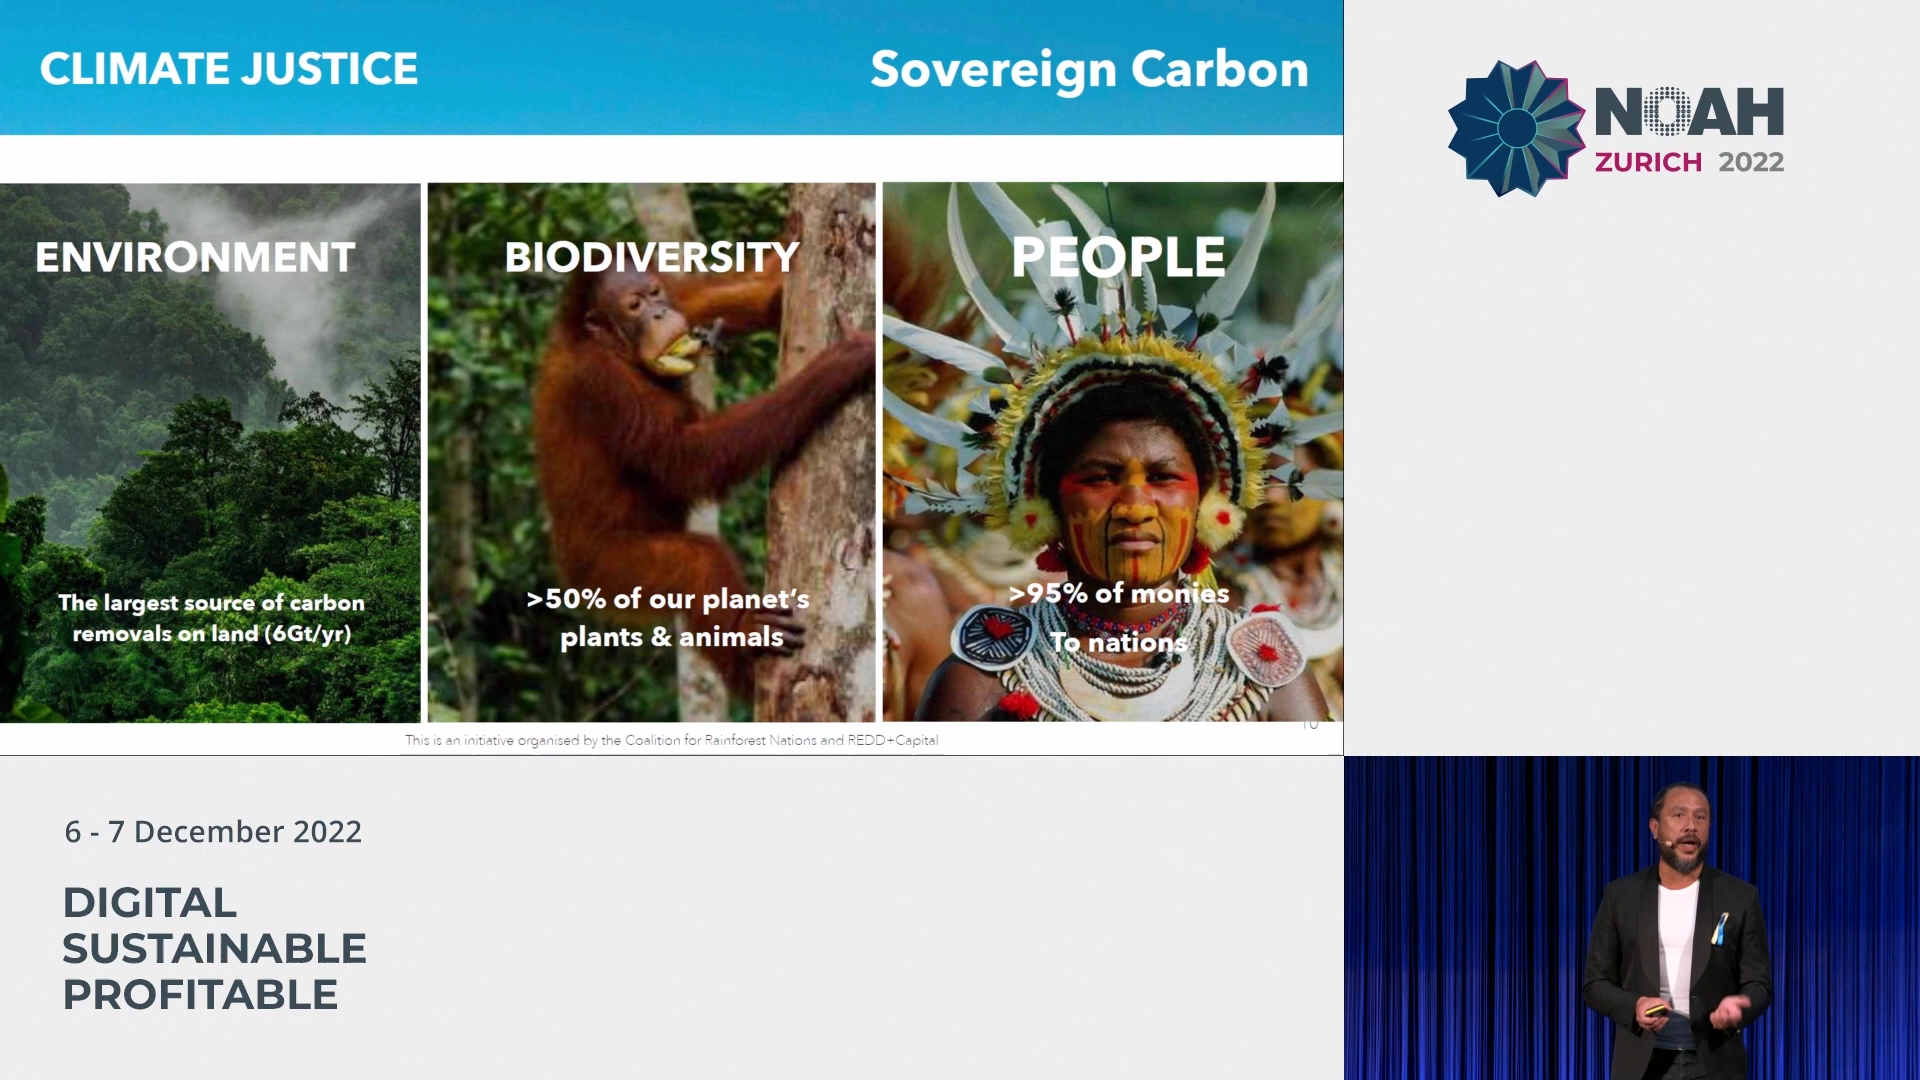 CLIMATE JUSTICE
Sovereign Carbon
ENVIRONMENT
The largest source of carbon
removals on land (6Gt/yr)
BIODIVERSITY
>50% of our planet's
plants & animals
PEOPLE
>95% of monies
To nations
10
This is an initiative organised by the Coalition for Rainforest Nations and REDD+Capital
NOAH
ZURICH 2022
6 - 7 December 2022
DIGITAL
SUSTAINABLE
PROFITABLE